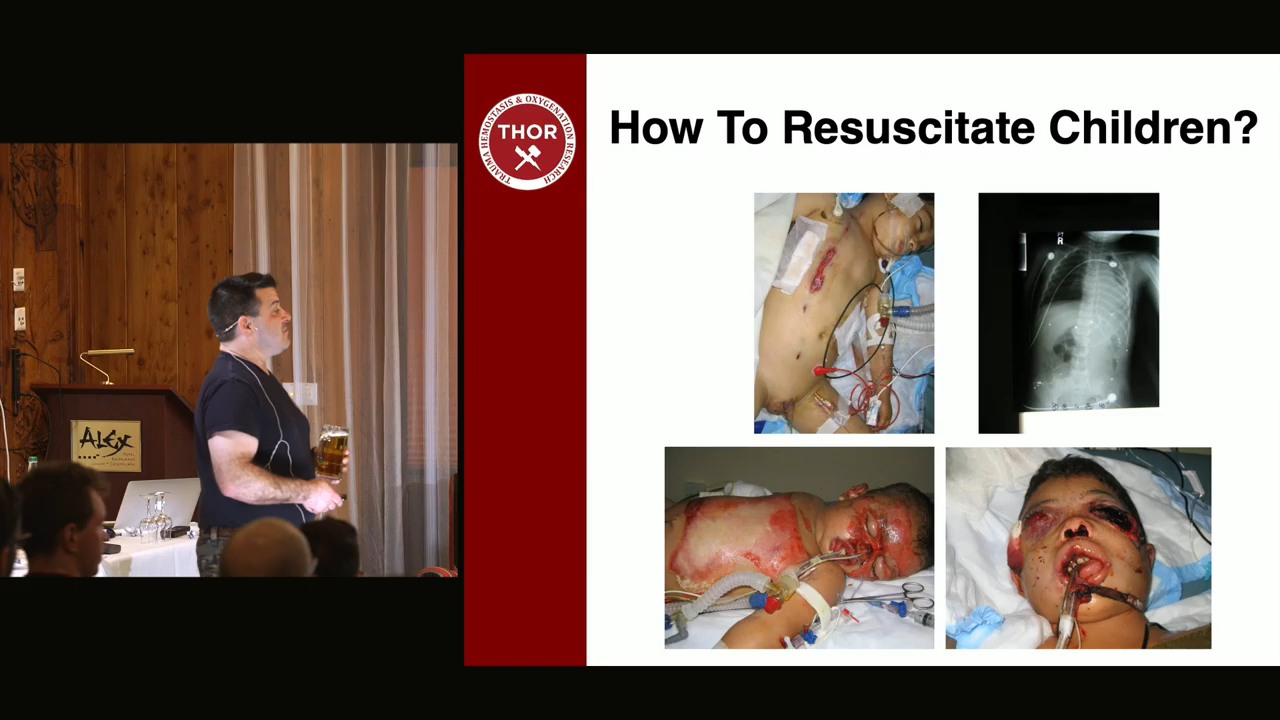 How To Resuscitate Children?
TRAUMA HEMOSTASIS & OXYGENATION RESEARCH
THOR
ALEX
R